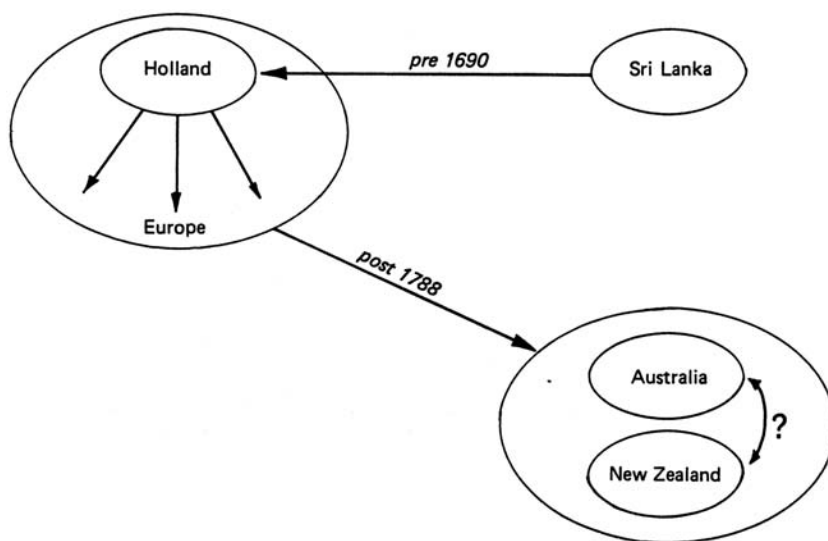 Holland
pre 1690
Sri Lanka
Europe
post 1788
Australia
?
New Zealand